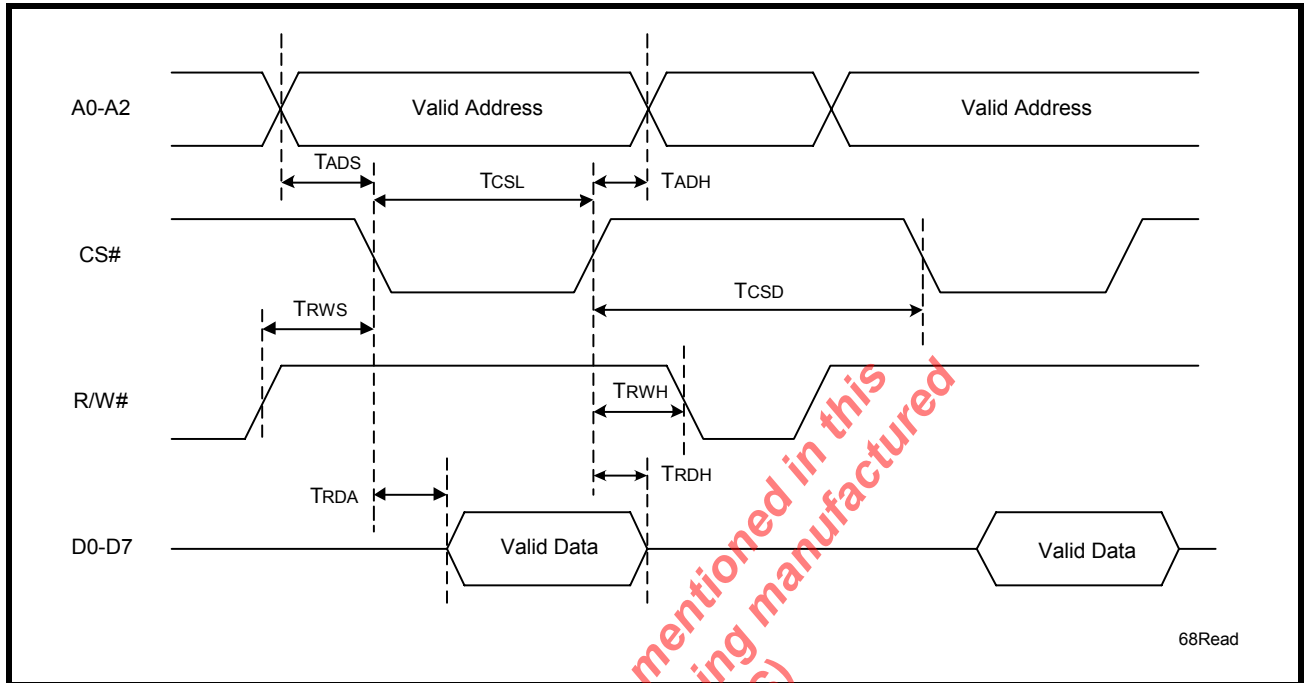 A0-A2
Valid Address
Valid Address
TADS
TCSL
TADH
CS#
TCSD
TRWS
R/W#
TRWH
TRDA
TRDH
D0-D7
Valid Data
Valid Data
mentioned in this
ing manufactured
S)
68Read